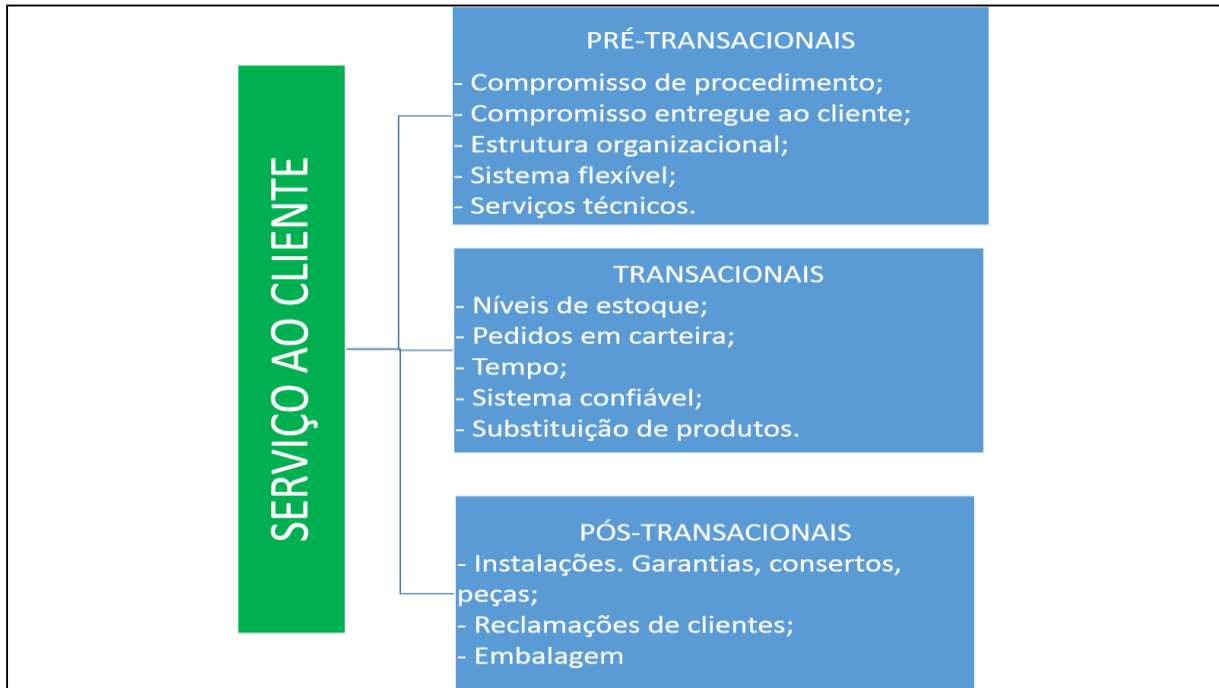 SERVIÇO AO CLIENTE
PRÉ-TRANSACIONAIS
- Compromisso de procedimento;
- Compromisso entregue ao cliente;
- Estrutura organizacional;
- Sistema flexível;
- Serviços técnicos.
TRANSACIONAIS
- Níveis de estoque;
- Pedidos em carteira;
- Tempo;
- Sistema confiável;
- Substituição de produtos.
PÓS-TRANSACIONAIS
- Instalações. Garantias, consertos,
peças;
- Reclamações de clientes;
- Embalagem